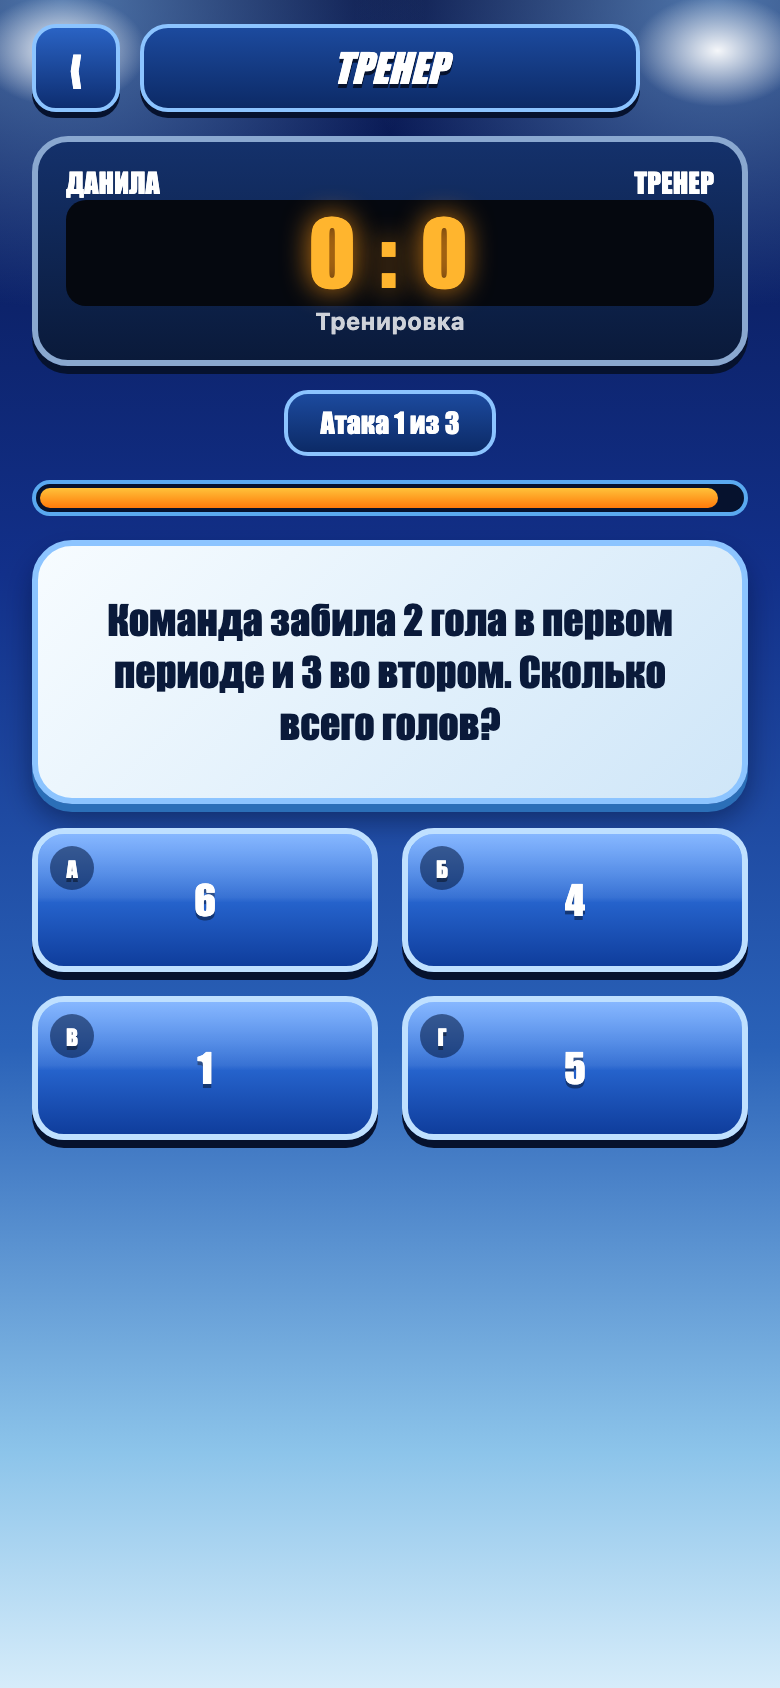 ТРЕНЕР
ДАНИЛА ТРЕНЕР
0 : 0
Тренировка
Атака 1 из 3
Команда забила 2 гола в первом
периоде и 3 во втором. Сколько
всего голов?
А 6
Б 4
В 1
Г 5